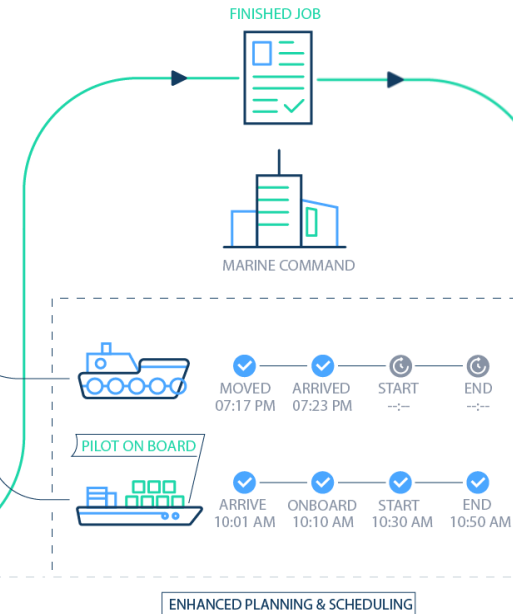 FINISHED JOB
MARINE COMMAND
MOVED ARRIVED START END
07:17 PM 07:23 PM --:-- --:--
PILOT ON BOARD
ARRIVE ONBOARD START END
10:01 AM 10:10 AM 10:30 AM 10:50 AM
ENHANCED PLANNING & SCHEDULING